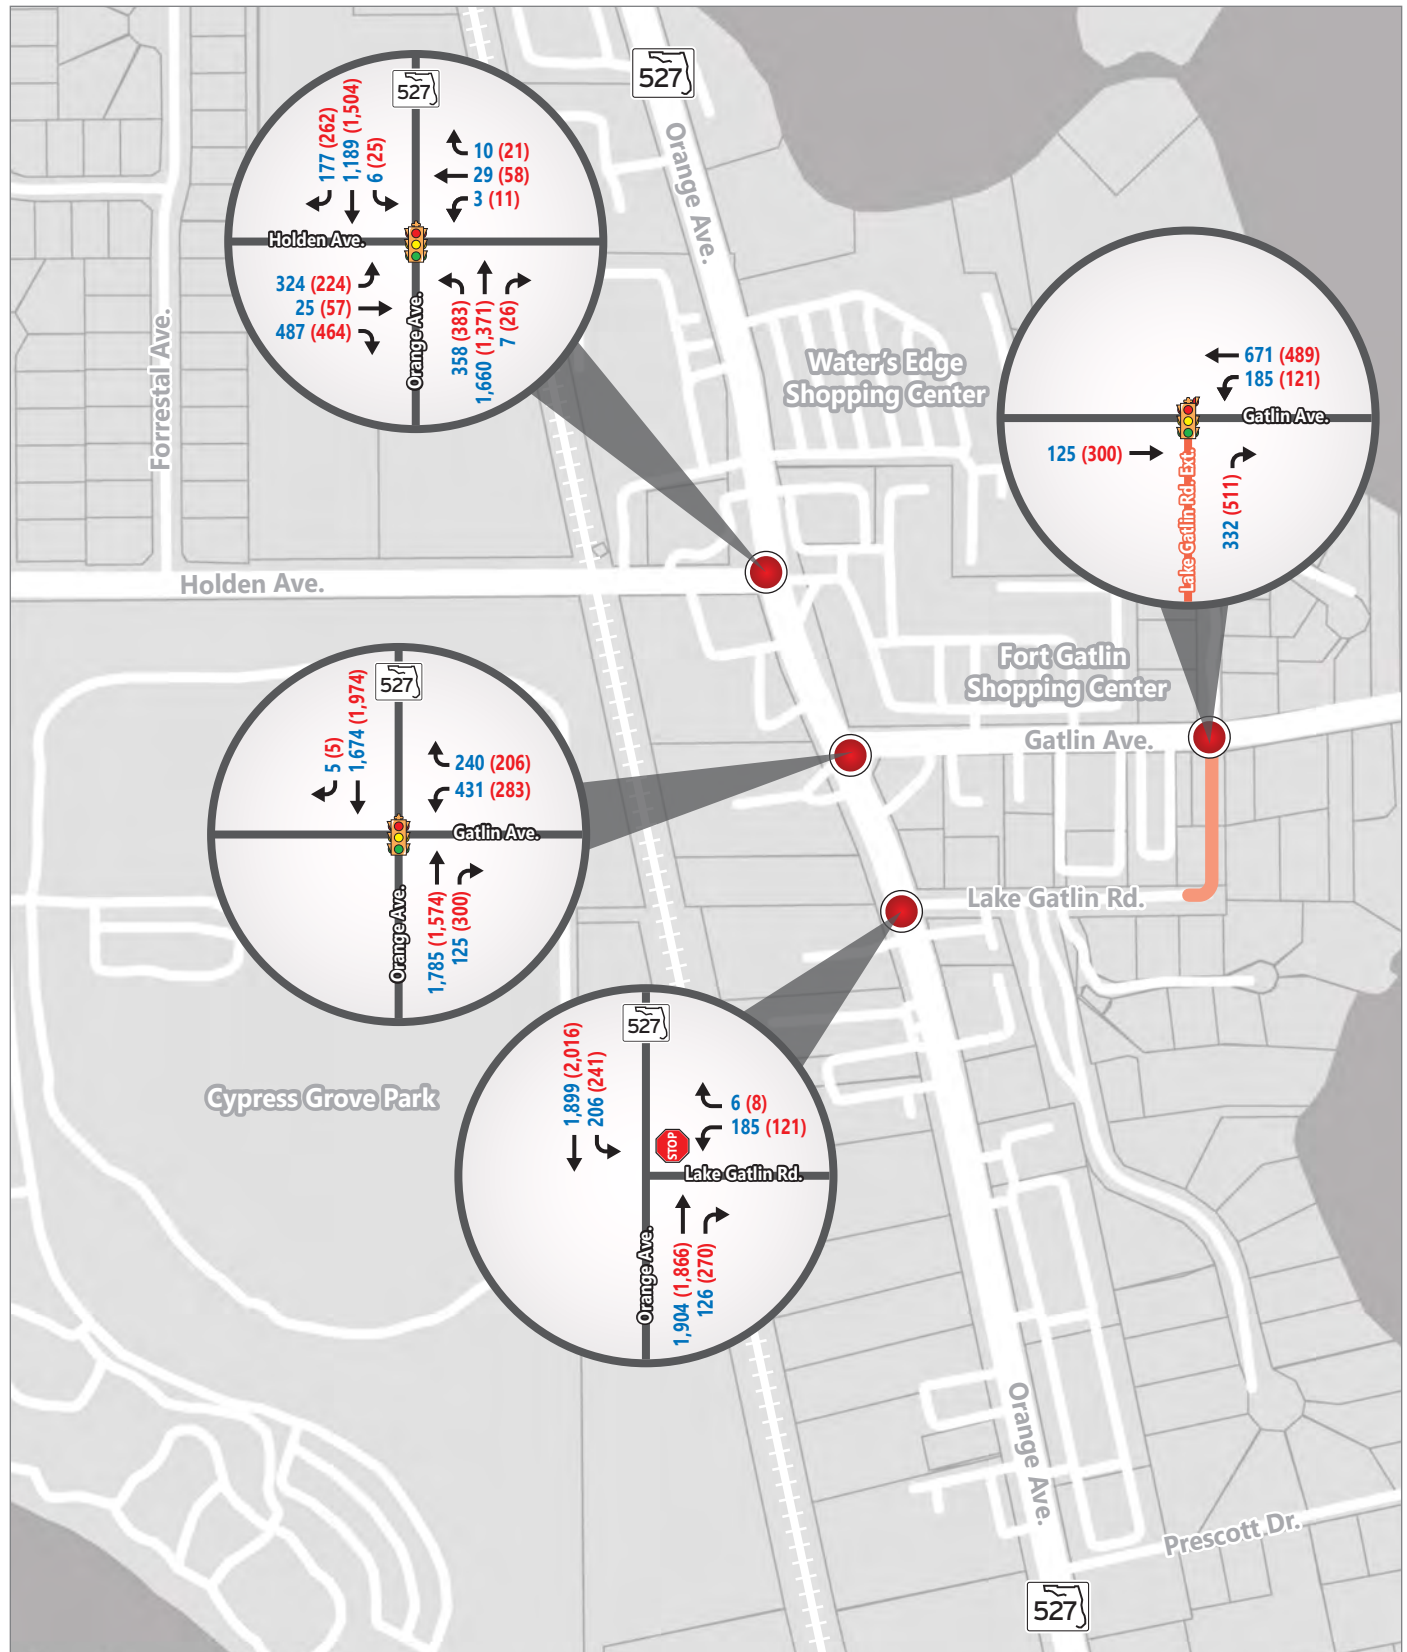 527
Orange Ave.
527
177 (262)
1,189 (1,504)
6 (25)
10 (21)
29 (58)
3 (11)
Holden Ave.
324 (224)
25 (57)
487 (464)
Orange Ave.
358 (383)
1,660 (1,371)
7 (26)
Forrestal Ave.
Water's Edge
Shopping Center
671 (489)
185 (121)
Gatlin Ave.
125 (300)
Lake Gatlin Rd. Ext.
332 (511)
Holden Ave.
Fort Gatlin
Shopping Center
Gatlin Ave.
527
5 (5)
1,674 (1,974)
240 (206)
431 (283)
Gatlin Ave.
Orange Ave.
1,785 (1,574)
125 (300)
Lake Gatlin Rd.
527
1,899 (2,016)
206 (241)
6 (8)
185 (121)
STOP
Lake Gatlin Rd.
Orange Ave.
1,904 (1,866)
126 (270)
Cypress Grove Park
Orange Ave.
Prescott Dr.
527